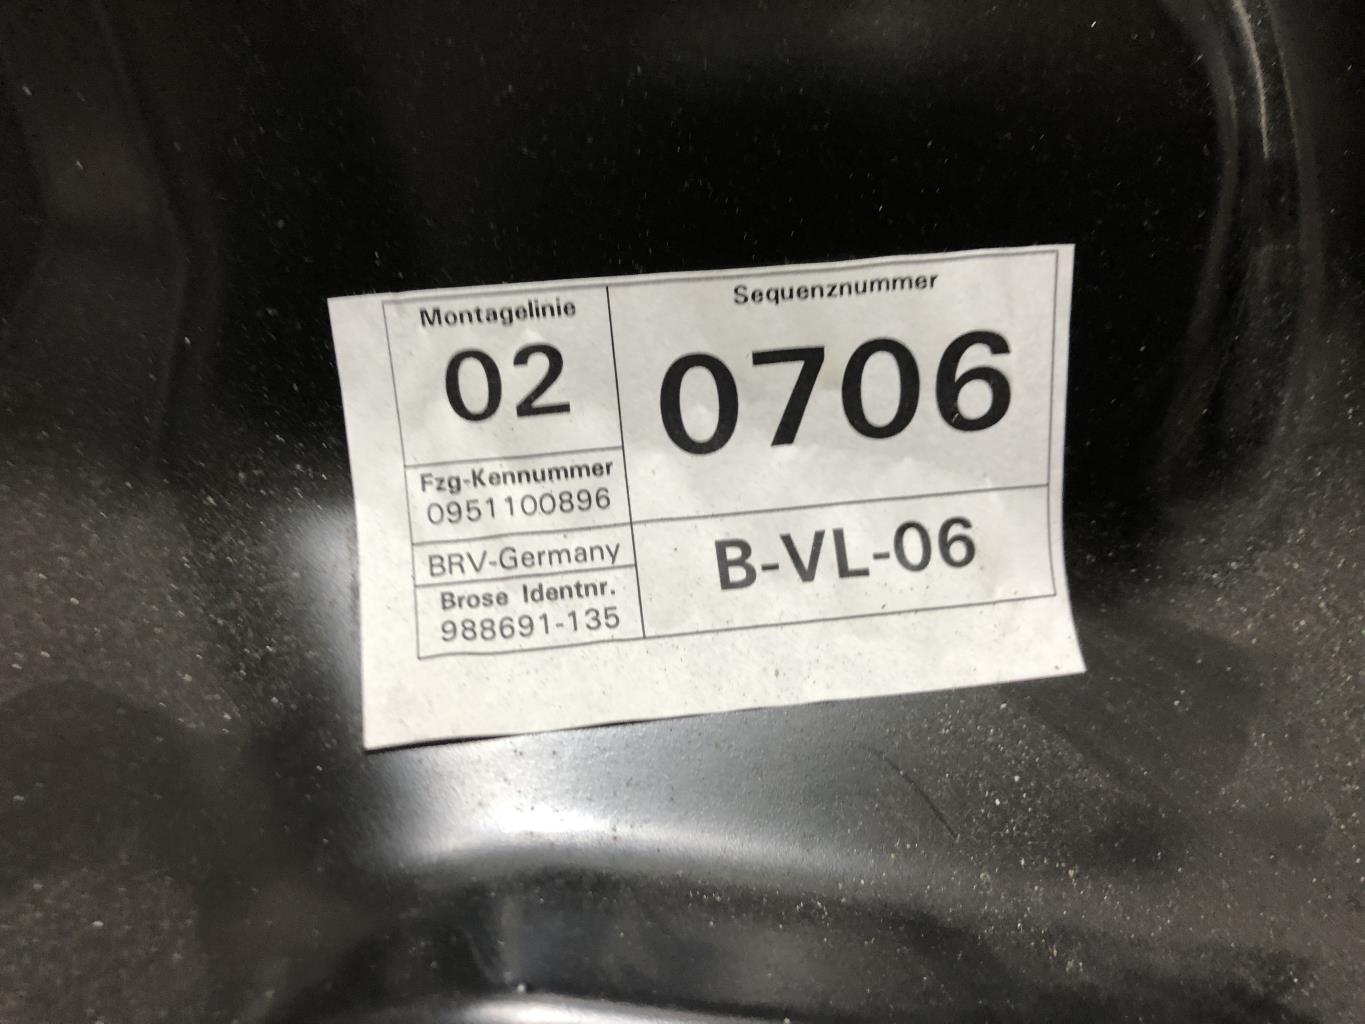 Montagelinie
02
Sequenznummer
0706
Fzg-Kennummer
0951100896
BRV-Germany
Brose Identnr.
988691-135
B-VL-06